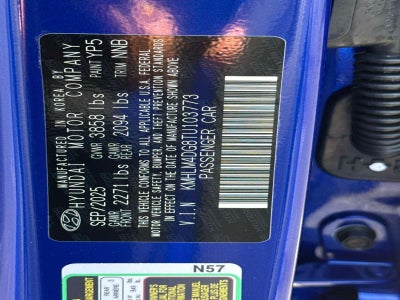 MANUFACTURED IN KOREA BY
HYUNDAI MOTOR COMPANY
SEP/2025 GVWR 3858 lbs PAINT YP5
GAWR FRONT 2271 lbs GAWR REAR 2094 lbs TRIM NNB
THIS VEHICLE CONFORMS TO ALL APPLICABLE U.S.A. FEDERAL
MOTOR VEHICLE SAFETY, BUMPER, AND THEFT PREVENTION STANDARDS
IN EFFECT ON THE DATE OF MANUFACTURE SHOWN ABOVE.
V.I.N KMHLM4DG8TU103773
PASSENGER CAR
N57